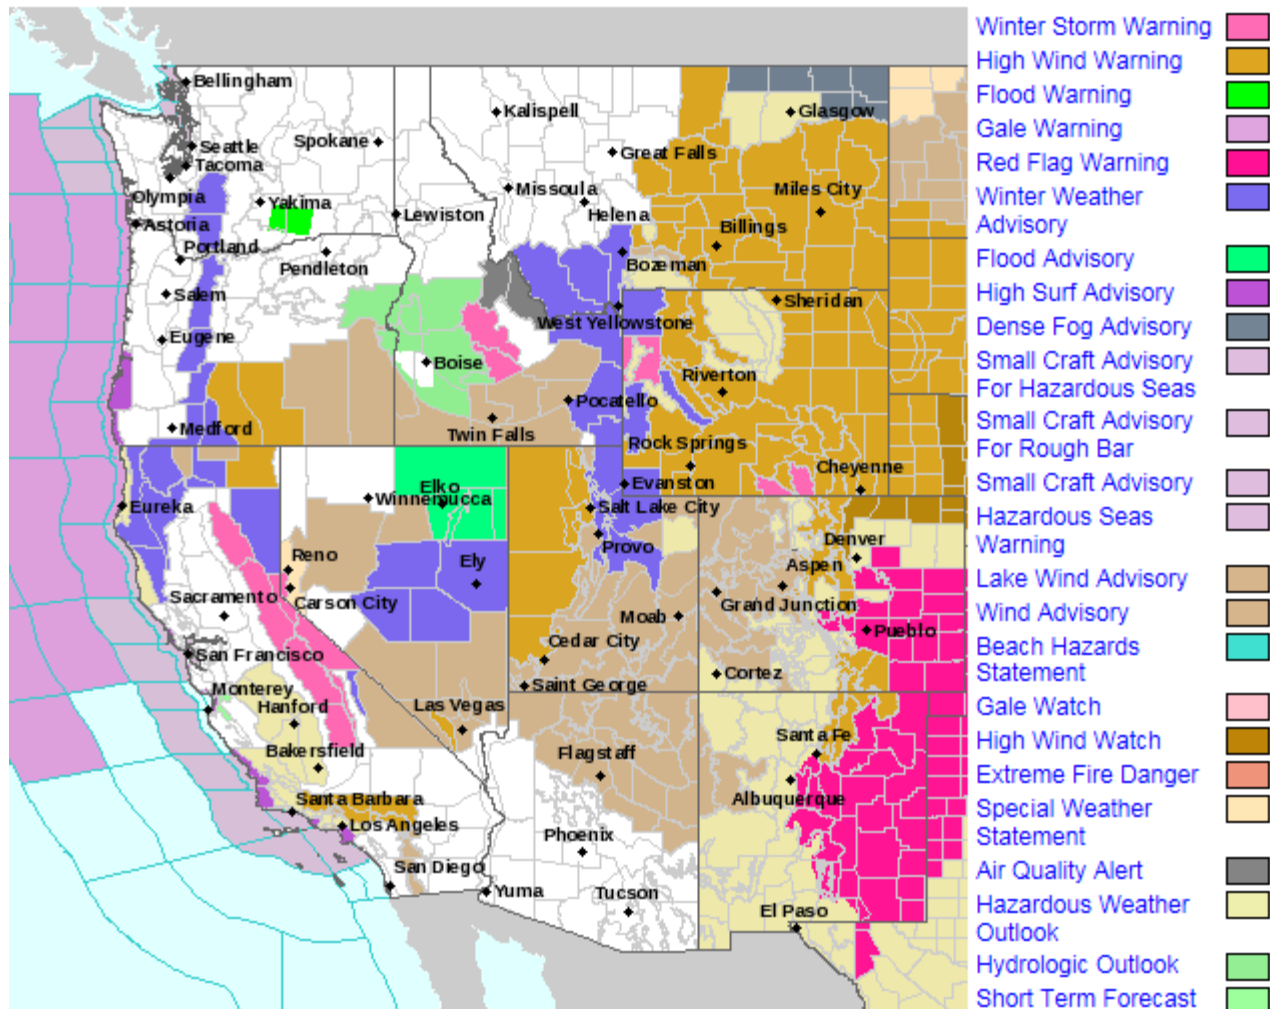 Bellingham
Seattle
Tacoma
Spokane
Olympia
Yakima
Astoria
Portland
Pendleton
Lewiston
Salem
Eugene
Medford
Kalispell
Great Falls
Missoula
Helena
Glasgow
Miles City
Billings
Bozeman
West Yellowstone
Sheridan
Boise
Pocatello
Twin Falls
Riverton
Rock Springs
Cheyenne
Evanston
Eureka
Winnemucca
Elko
Salt Lake City
Provo
Reno
Ely
Carson City
Sacramento
San Francisco
Monterey
Hanford
Bakersfield
Santa Barbara
Los Angeles
San Diego
Las Vegas
Cedar City
Saint George
Moab
Denver
Aspen
Grand Junction
Pueblo
Cortez
Flagstaff
Phoenix
Yuma
Tucson
Santa Fe
Albuquerque
El Paso
Winter Storm Warning
High Wind Warning
Flood Warning
Gale Warning
Red Flag Warning
Winter Weather
Advisory
Flood Advisory
High Surf Advisory
Dense Fog Advisory
Small Craft Advisory
For Hazardous Seas
Small Craft Advisory
For Rough Bar
Small Craft Advisory
Hazardous Seas
Warning
Lake Wind Advisory
Wind Advisory
Beach Hazards
Statement
Gale Watch
High Wind Watch
Extreme Fire Danger
Special Weather
Statement
Air Quality Alert
Hazardous Weather
Outlook
Hydrologic Outlook
Short Term Forecast